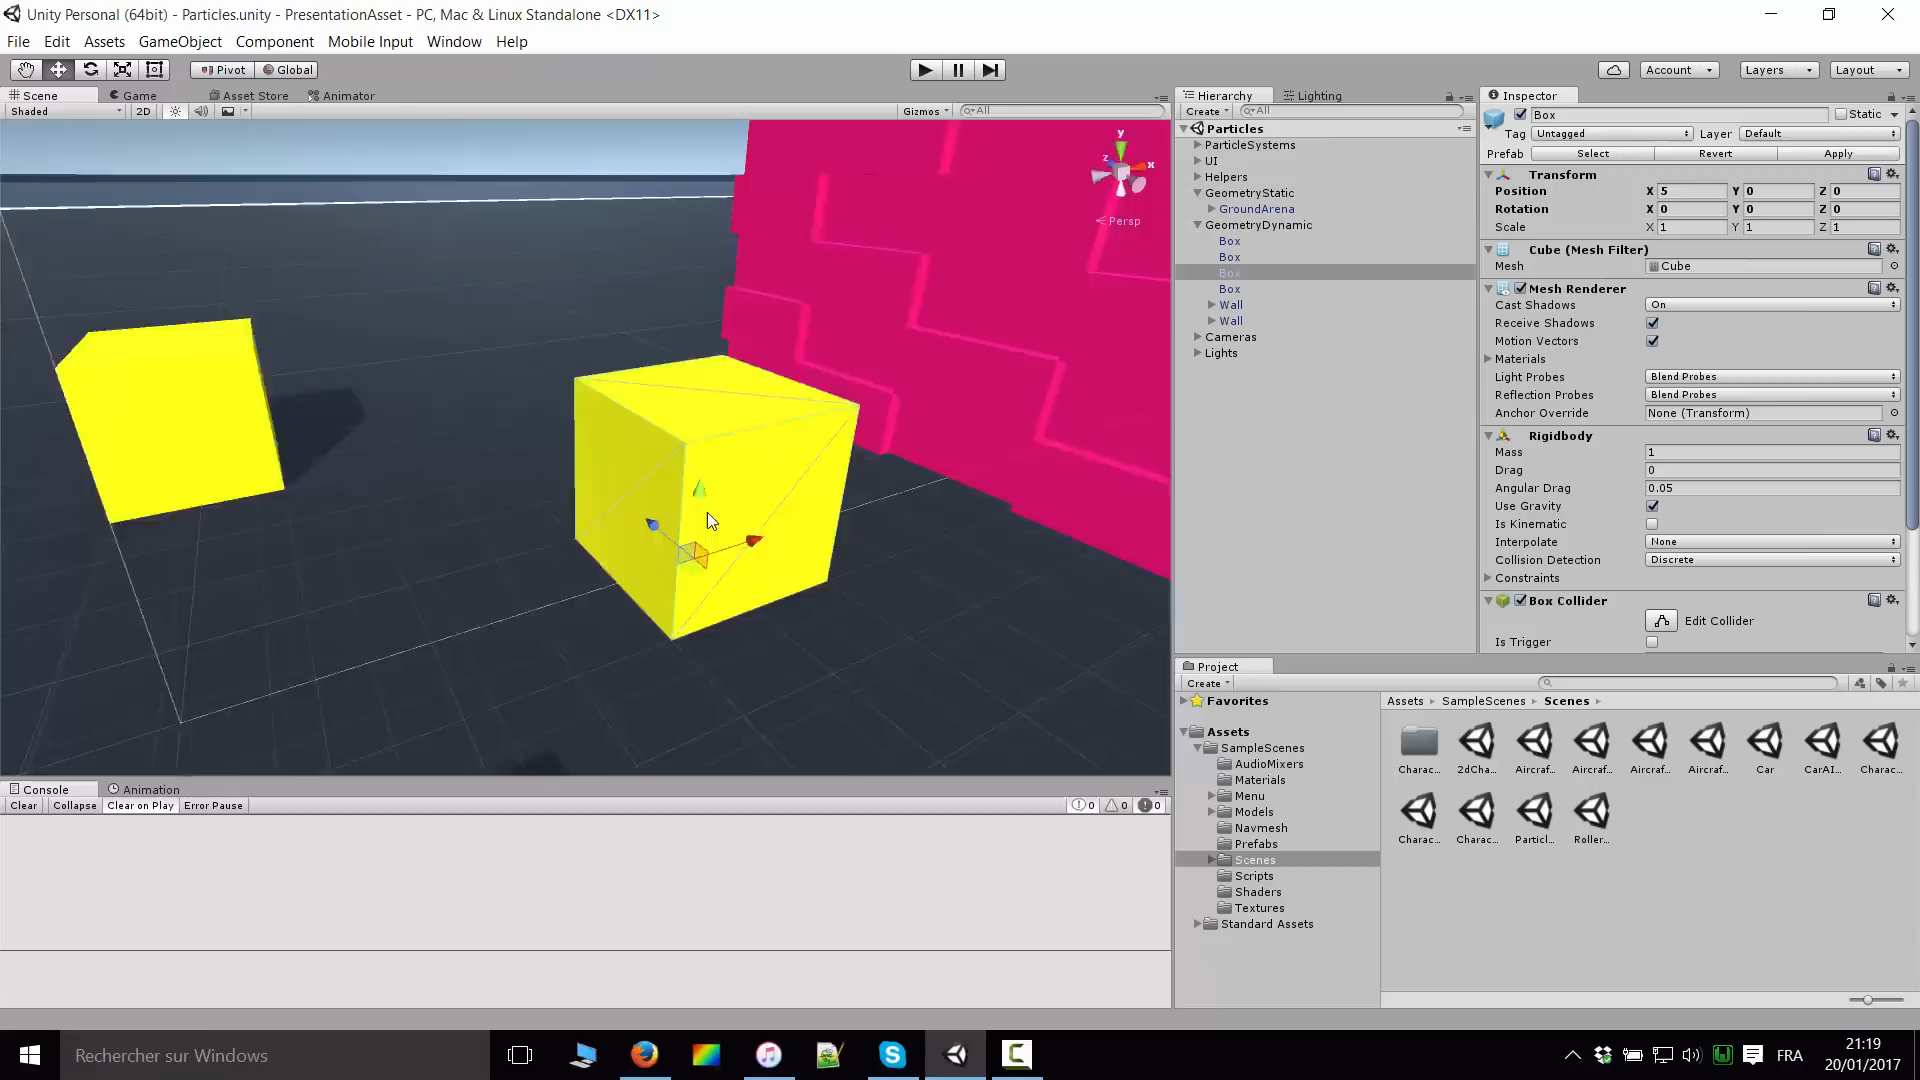 Unity Personal (64bit) - Particles.unity - PresentationAsset - PC, Mac & Linux Standalone <DX11>
File Edit Assets GameObject Component Mobile Input Window Help
Pivot Global Account Layers Layout
Scene Game Asset Store Animator
Shaded 2D Gizmos All
y
z x
Persp
Hierarchy Lighting
Create All
Particles
ParticleSystems
UI
Helpers
GeometryStatic
GroundArena
GeometryDynamic
Box
Box
Box
Box
Wall
Wall
Cameras
Lights
Inspector
Box Static
Tag Untagged Layer Default
Prefab Select Revert Apply
Transform
Position X 5 Y 0 Z 0
Rotation X 0 Y 0 Z 0
Scale X 1 Y 1 Z 1
Cube (Mesh Filter)
Mesh Cube
Mesh Renderer
Cast Shadows On
Receive Shadows
Motion Vectors
Materials
Light Probes Blend Probes
Reflection Probes Blend Probes
Anchor Override None (Transform)
Rigidbody
Mass 1
Drag 0
Angular Drag 0.05
Use Gravity
Is Kinematic
Interpolate None
Collision Detection Discrete
Constraints
Box Collider
Edit Collider
Is Trigger
Project
Create
Favorites
Assets
SampleScenes
AudioMixers
Materials
Menu
Models
Navmesh
Prefabs
Scenes
Scripts
Shaders
Textures
Standard Assets
Assets SampleScenes Scenes
Charac... 2dCha... Aircraf... Aircraf... Aircraf... Aircraf... Car CarAI... Charac...
Charac... Charac... Particl... Roller...
Console Animation
Clear Collapse Clear on Play Error Pause 0 0 0
Rechercher sur Windows
FRA
21:19
20/01/2017